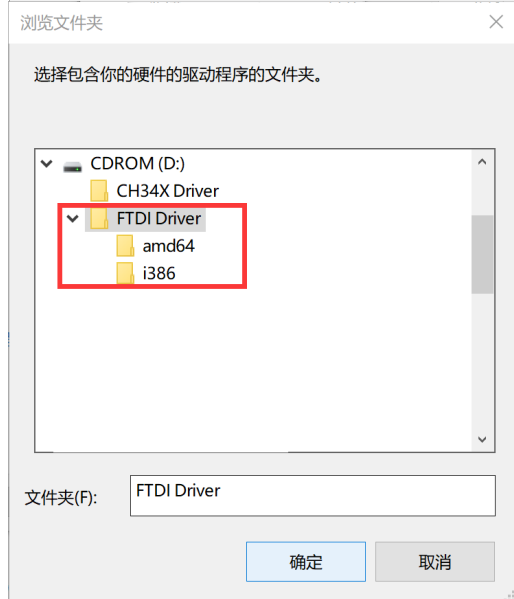 浏览文件夹
选择包含你的硬件的驱动程序的文件夹。
CDROM (D:)
CH34X Driver
FTDI Driver
amd64
i386
文件夹(F):
FTDI Driver
确定
取消